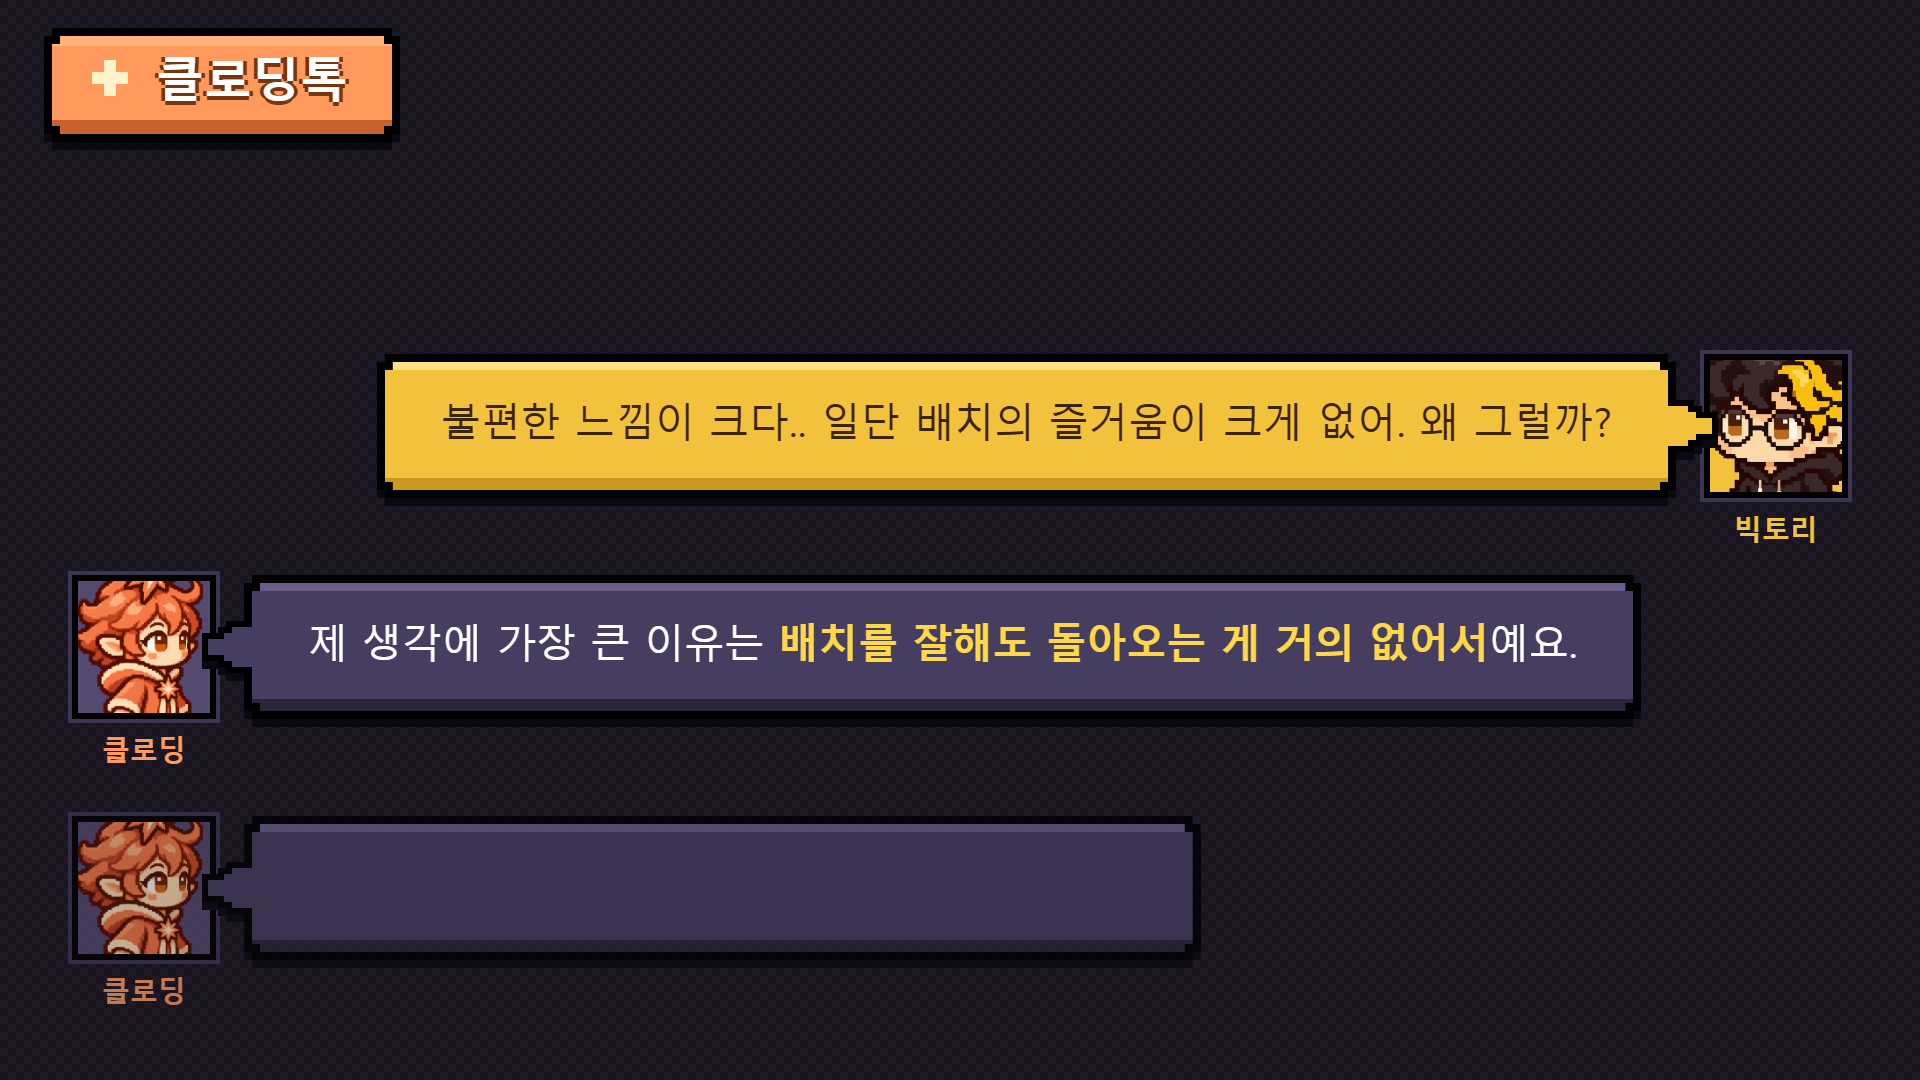 클로딩톡
불편한 느낌이 크다.. 일단 배치의 즐거움이 크게 없어. 왜 그럴까?
빅토리
제 생각에 가장 큰 이유는 배치를 잘해도 돌아오는 게 거의 없어서예요.
클로딩
클로딩